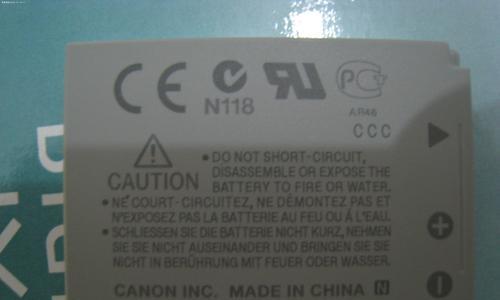 CE
N118
AR46
CCC
CAUTION
• DO NOT SHORT-CIRCUIT,
DISASSEMBLE OR EXPOSE THE
BATTERY TO FIRE OR WATER.
• NE COURT-CIRCUITEZ, NE DÉMONTEZ PAS ET
N'EXPOSEZ PAS LA BATTERIE AU FEU OU Á L'EAU.
• SCHLIESSEN SIE DIE BATTERIE NICHT KURZ, NEHMEN
SIE SIE NICHT AUSEINANDER UND BRINGEN SIE SIE
NICHT IN BERÜHRUNG MIT FEUER ODER WASSER.
CANON INC. MADE IN CHINA N